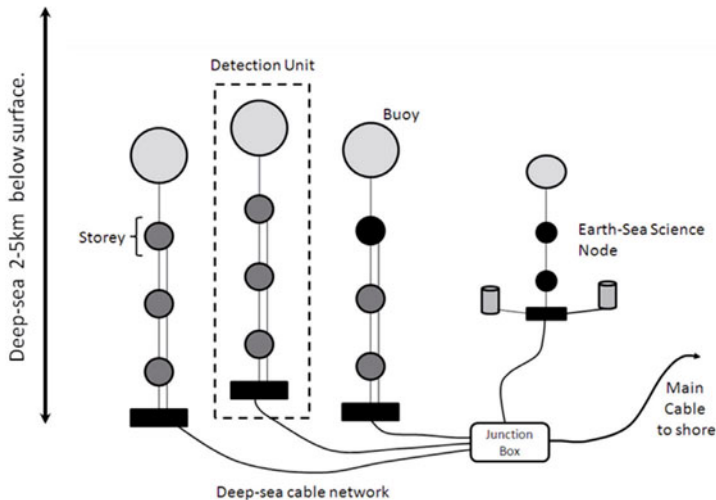 Deep-sea 2-5km below surface.
Detection Unit
Buoy
Storey
Earth-Sea Science
Node
Main
Cable
to shore
Junction
Box
Deep-sea cable network